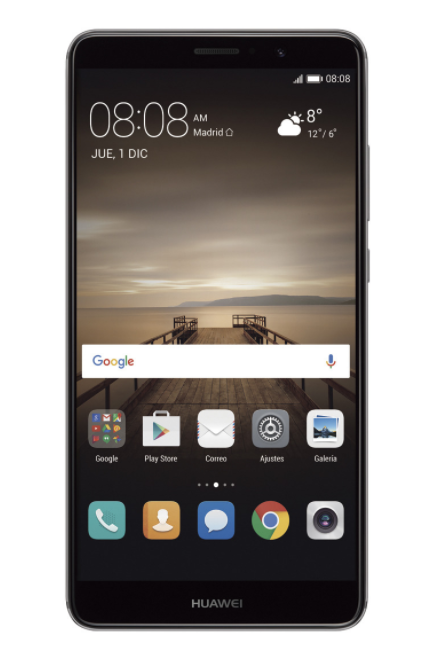 08:08
08:08 AM
Madrid
JUE, 1 DIC
8°
12°/ 6°
Google
Google Play Store Correo Ajustes Galería
HUAWEI